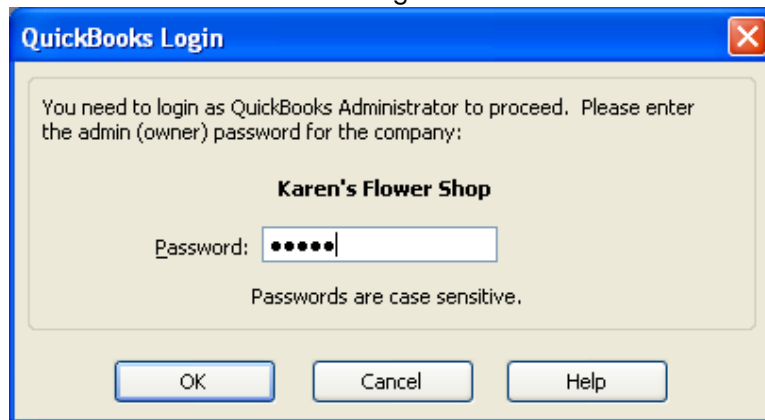 QuickBooks Login
You need to login as QuickBooks Administrator to proceed. Please enter
the admin (owner) password for the company:
Karen's Flower Shop
Password: •••••
Passwords are case sensitive.
OK Cancel Help